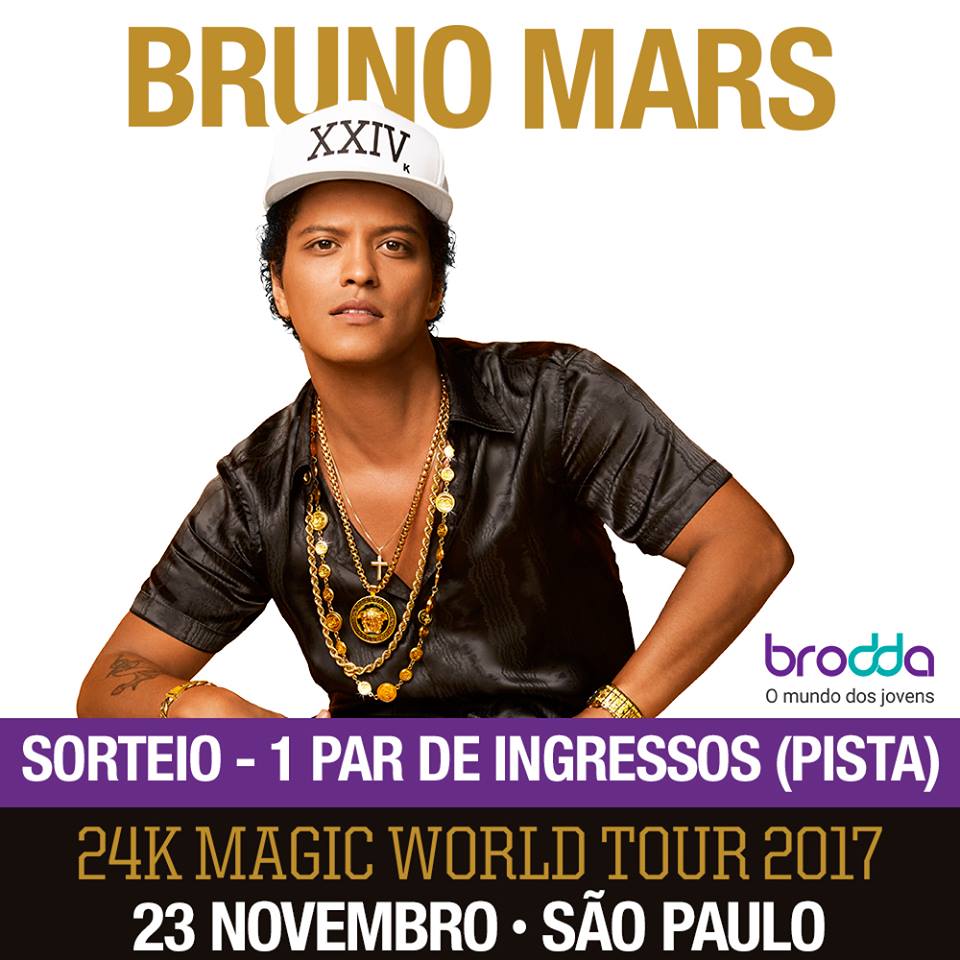 BRUNO MARS
XXIV
K
brodda
O mundo dos jovens
SORTEIO - 1 PAR DE INGRESSOS (PISTA)
24K MAGIC WORLD TOUR 2017
23 NOVEMBRO • SÃO PAULO